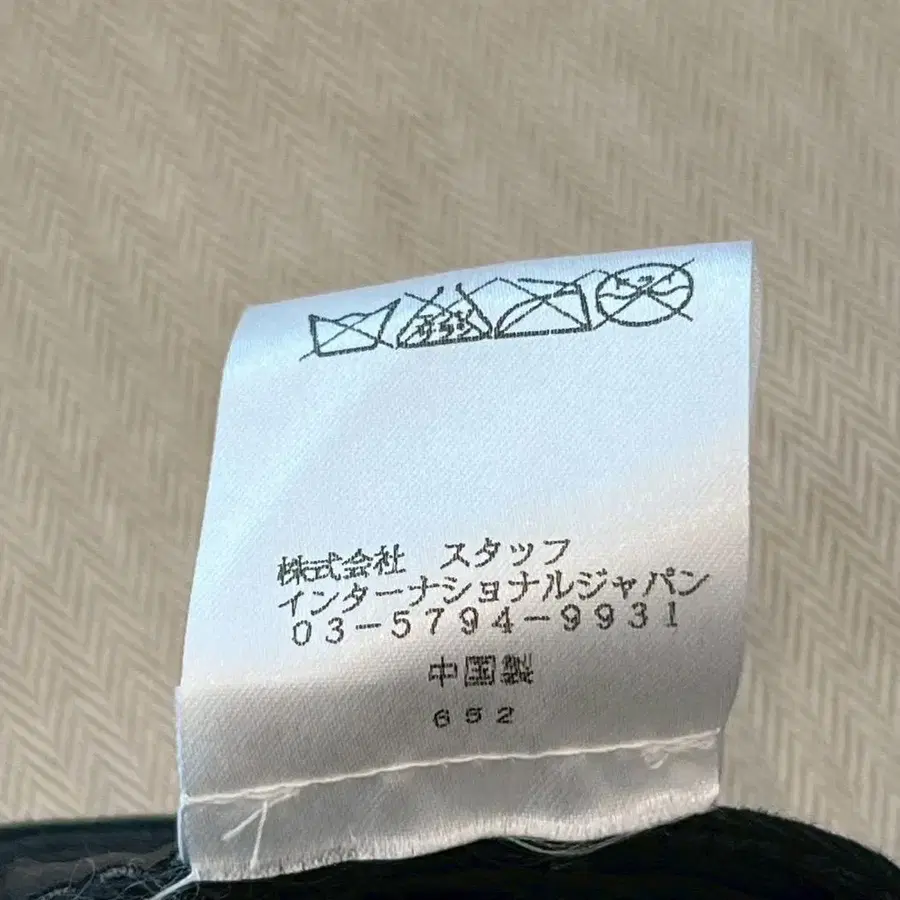 株式会社 スタッフ
インターナショナルジャパン
03-5794-9931
中国製
652